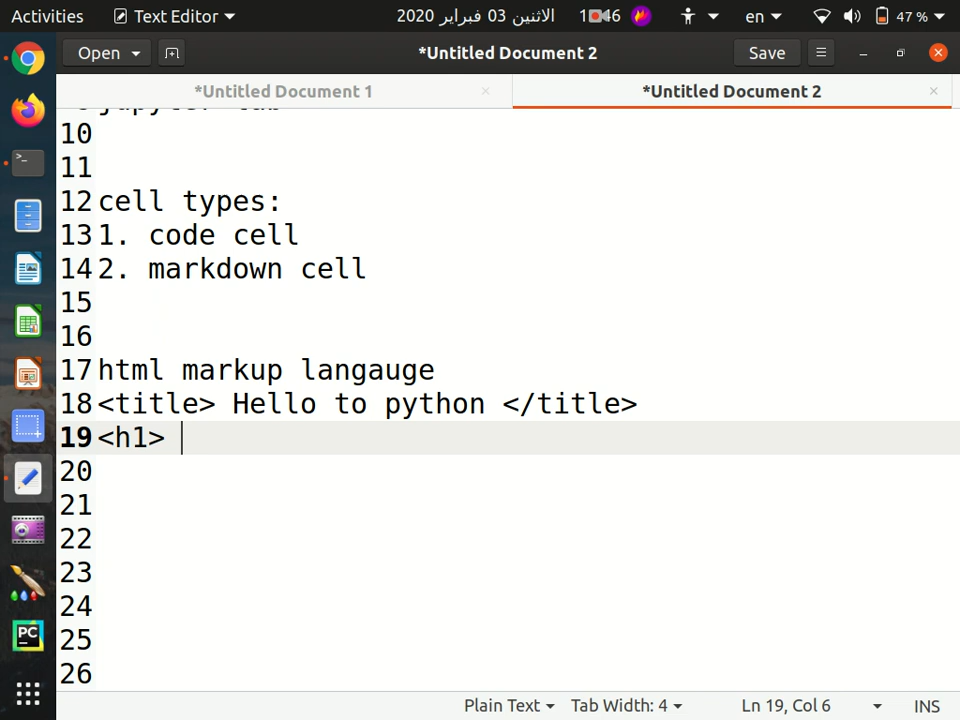 Activities Text Editor الاثنين 03 فبراير 2020 en 47 %
Open *Untitled Document 2 Save
*Untitled Document 1 *Untitled Document 2
jupyter lab
10
11
12 cell types:
13 1. code cell
14 2. markdown cell
15
16
17 html markup langauge
18 <title> Hello to python </title>
19 <h1>
20
21
22
23
24
25
26
Plain Text Tab Width: 4 Ln 19, Col 6 INS